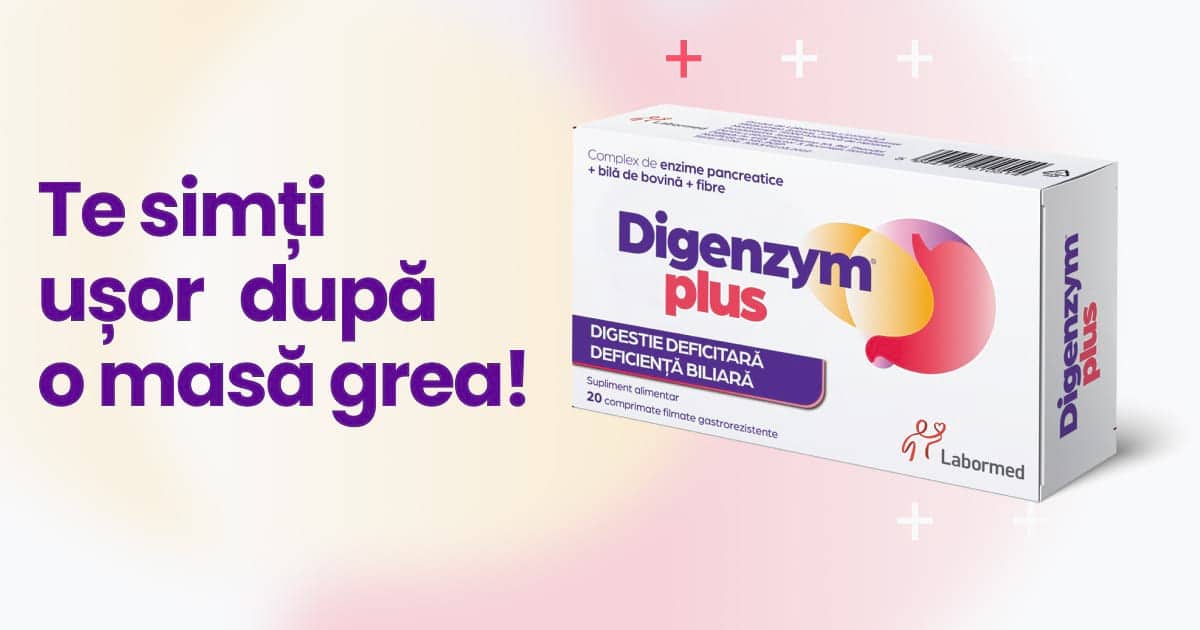 Te simți
ușor după
o masă grea!
Labormed
Complex de enzime pancreatice
+ bilă de bovină + fibre
Digenzym®
plus
DIGESTIE DEFICITARĂ
DEFICIENȚĂ BILIARĂ
Supliment alimentar
20 comprimate filmate gastrorezistente
Labormed
Digenzym
plus